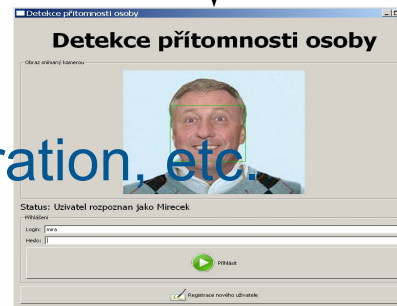 Detekce přítomnosti osoby
Detekce přítomnosti osoby
Obraz snímaný kamerou
ration, etc.
Status: Uzivatel rozpoznan jako Mirecek
Přihlášení
Login: mira
Heslo:
Přihlásit
Registrace nového uživatele